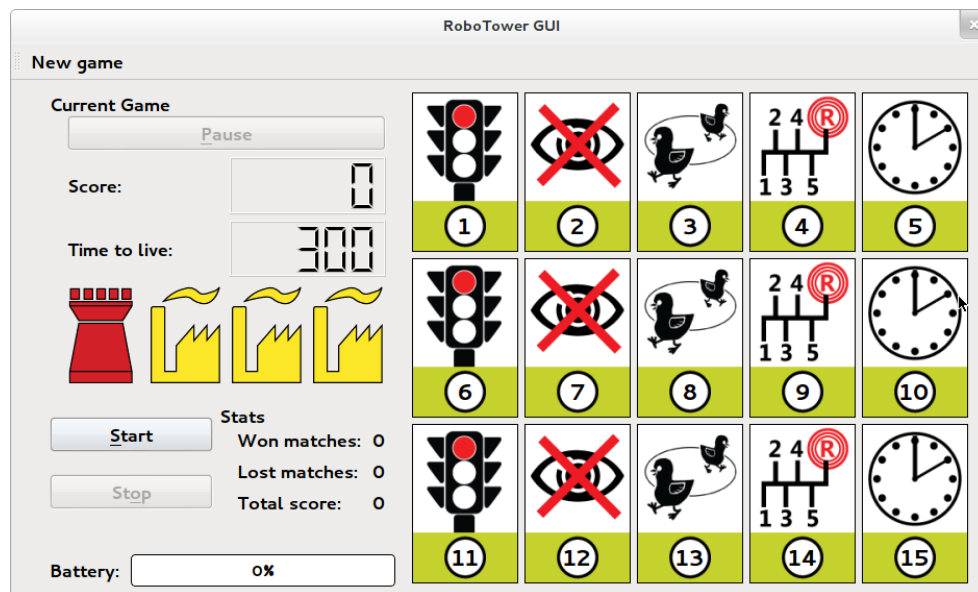 RoboTower GUI
New game
Current Game
Pause
Score: 0
Time to live: 300
Start
Stop
Stats
Won matches: 0
Lost matches: 0
Total score: 0
Battery: 0%
2 4 R
1 3 5
1 2 3 4 5
2 4 R
1 3 5
6 7 8 9 10
2 4 R
1 3 5
11 12 13 14 15